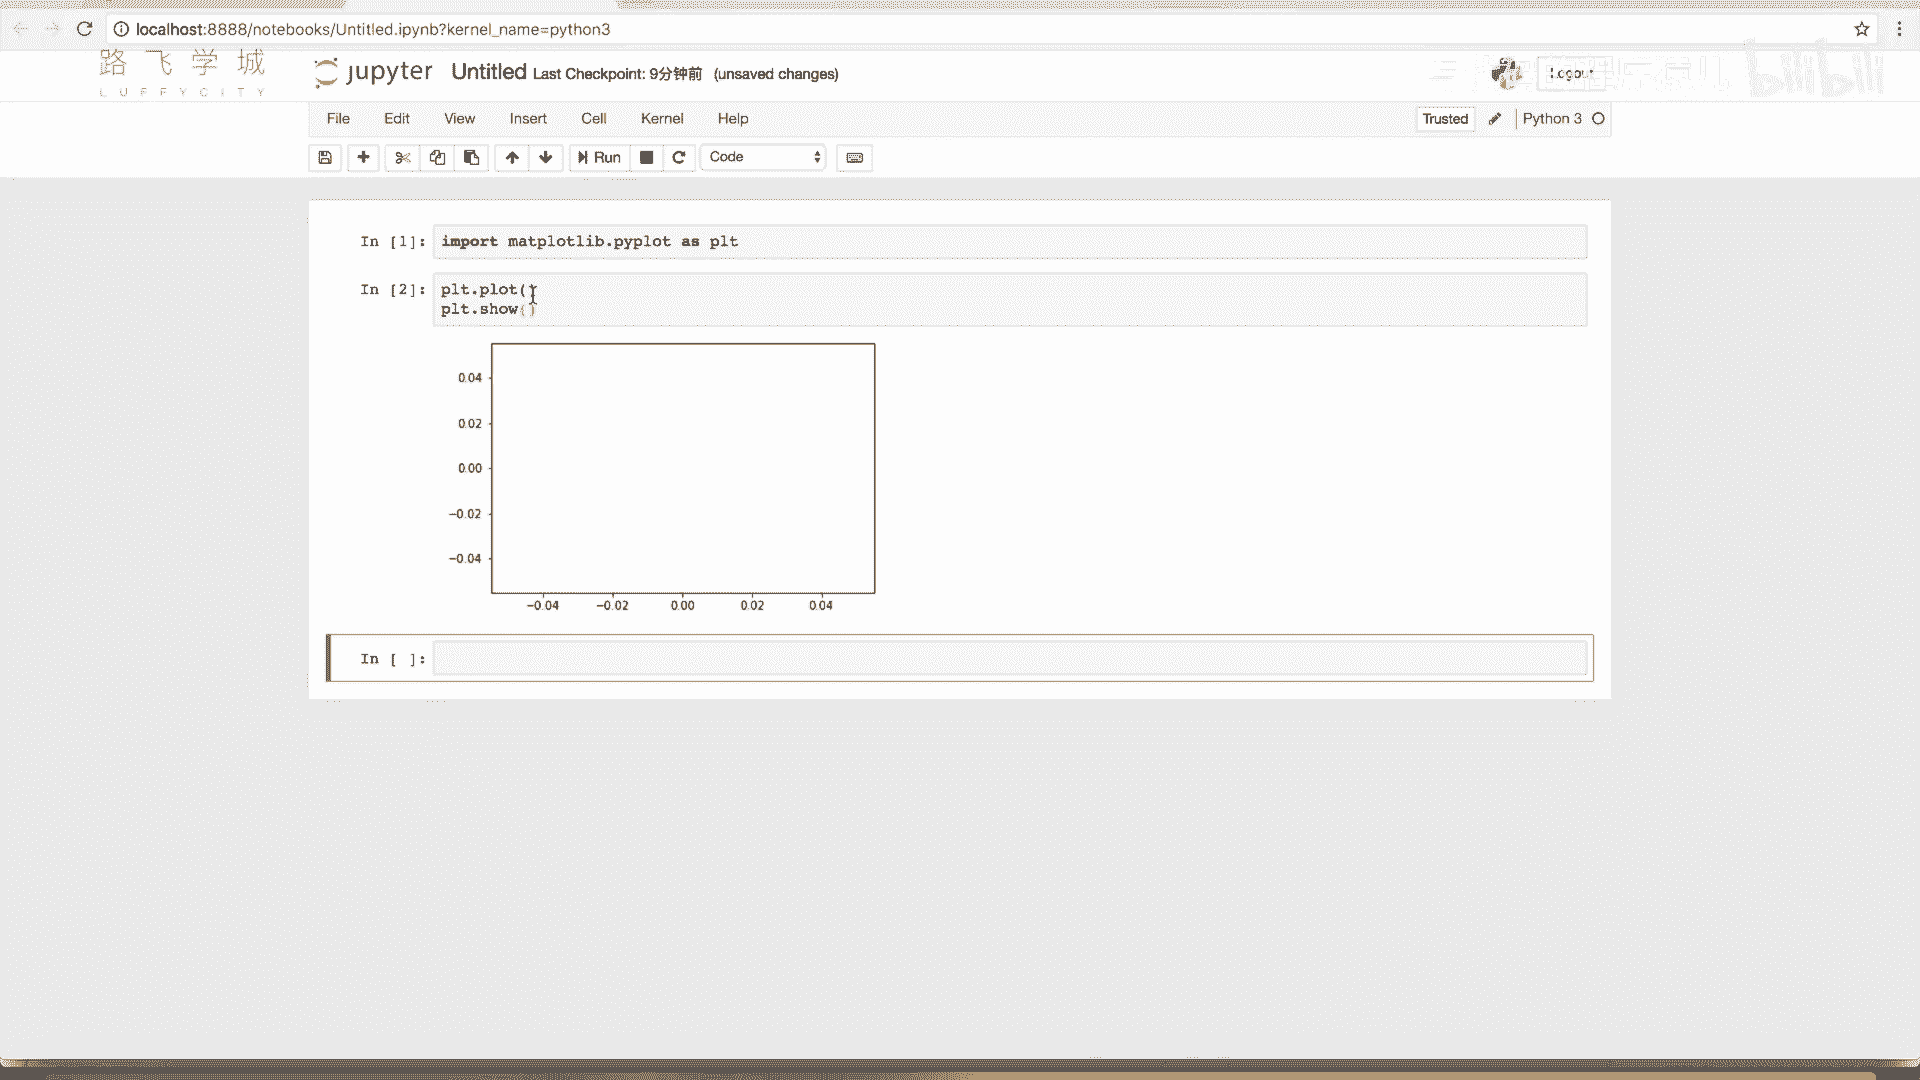 localhost:8888/notebooks/Untitled.ipynb?kernel_name=python3
路飞学城
LUFFYCITY
jupyter Untitled Last Checkpoint: 9分钟前 (unsaved changes)
Logout
bilibili
File Edit View Insert Cell Kernel Help
Trusted Python 3
Run Code
In [1]: import matplotlib.pyplot as plt
In [2]: plt.plot(
plt.show()
0.04
0.02
0.00
−0.02
−0.04
−0.04 −0.02 0.00 0.02 0.04
In [ ]: